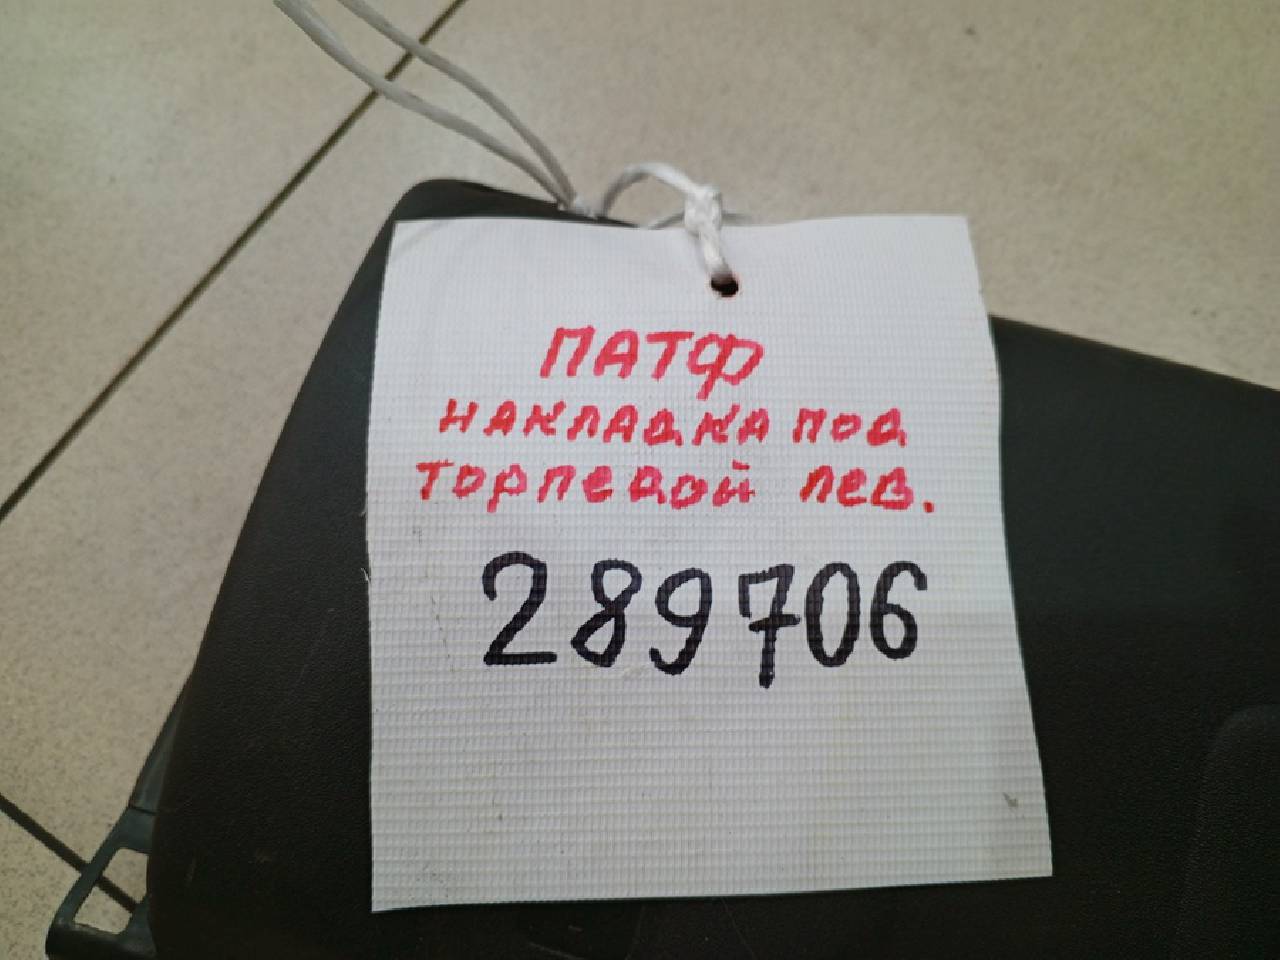 ПАТФ
НАКЛАДКА ПОД
ТОРПЕДОЙ ЛЕВ.
289706